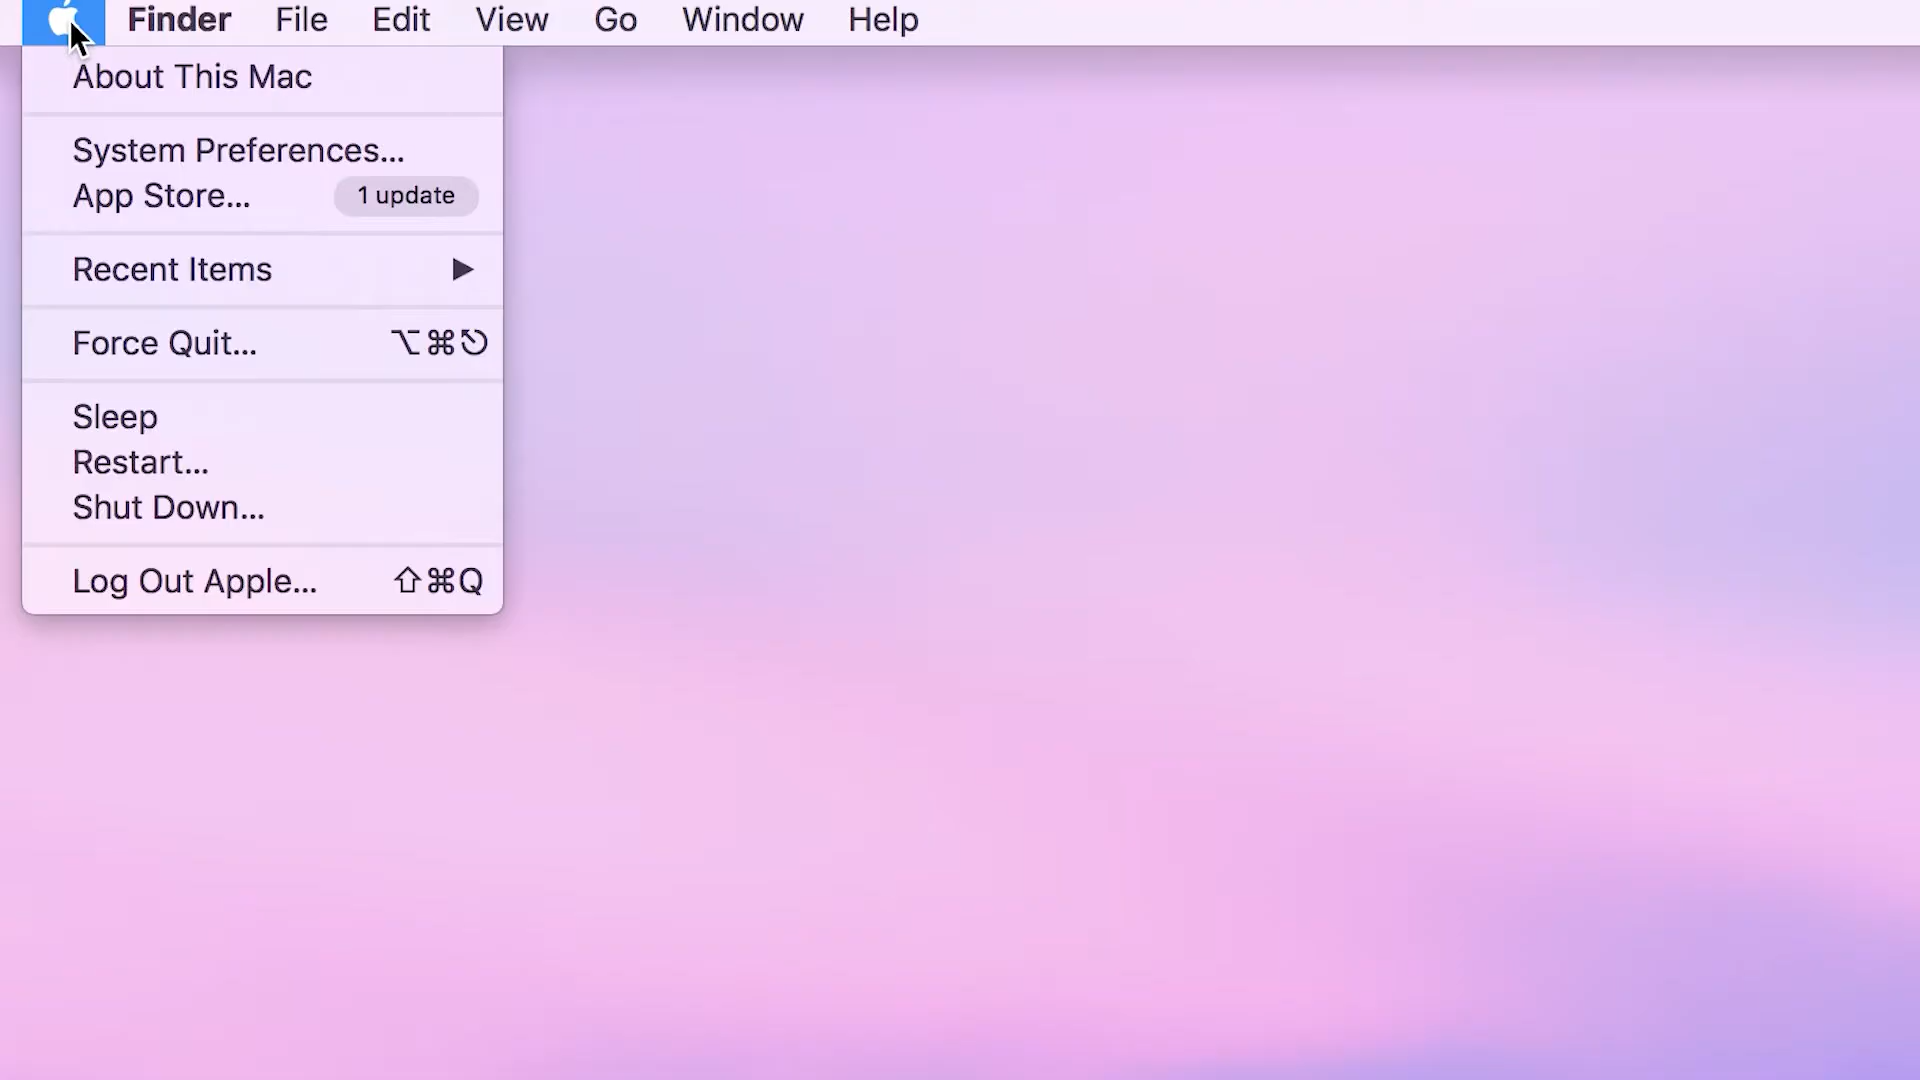 Finder File Edit View Go Window Help
About This Mac
System Preferences...
App Store... 1 update
Recent Items ▶
Force Quit... ⌥⌘⎋
Sleep
Restart...
Shut Down...
Log Out Apple... ⇧⌘Q